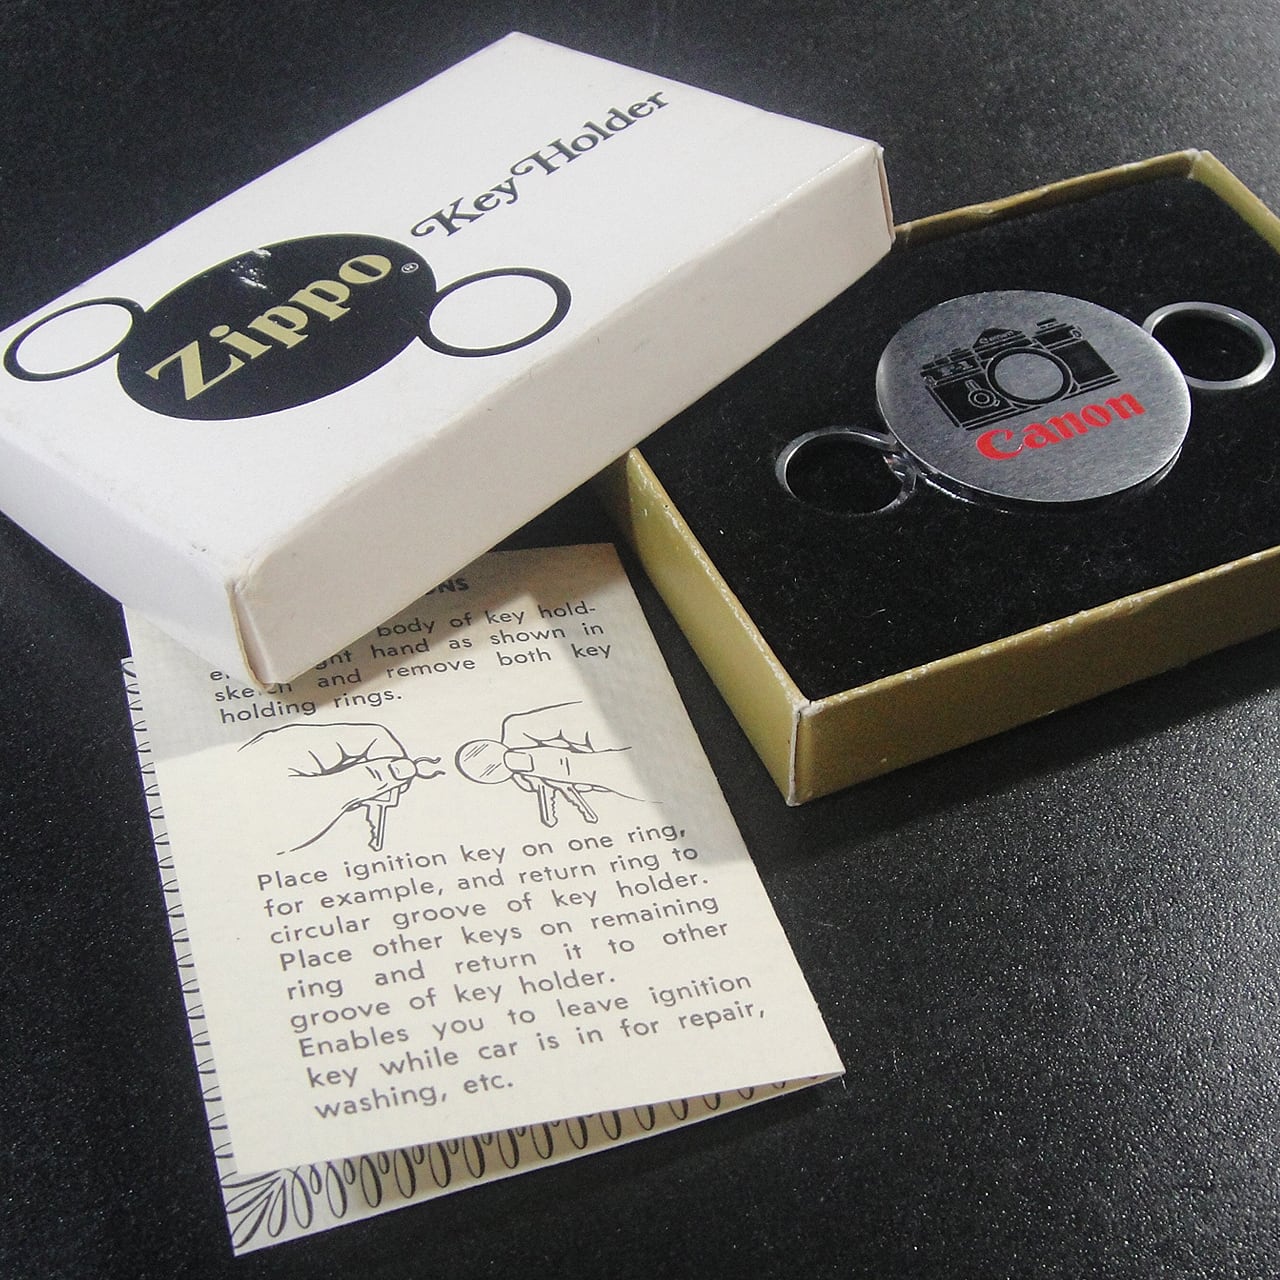 Zippo®
Key Holder
Canon
ONS
body of key hold-
ght hand as shown in
and remove both key
holding rings.
Place ignition key on one ring,
for example, and return ring to
circular groove of key holder.
Place other keys on remaining
ring and return it to other
groove of key holder.
Enables you to leave ignition
key while car is in for repair,
washing, etc.